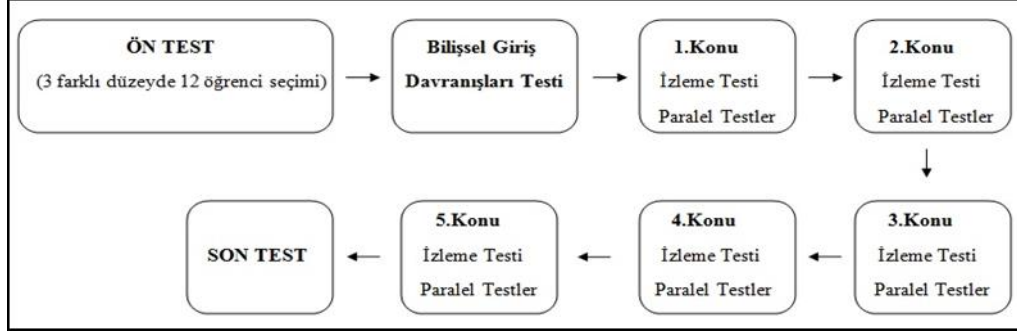 ÖN TEST
(3 farklı düzeyde 12 öğrenci seçimi)
Bilişsel Giriş
Davranışları Testi
1.Konu
İzleme Testi
Paralel Testler
2.Konu
İzleme Testi
Paralel Testler
3.Konu
İzleme Testi
Paralel Testler
4.Konu
İzleme Testi
Paralel Testler
5.Konu
İzleme Testi
Paralel Testler
SON TEST